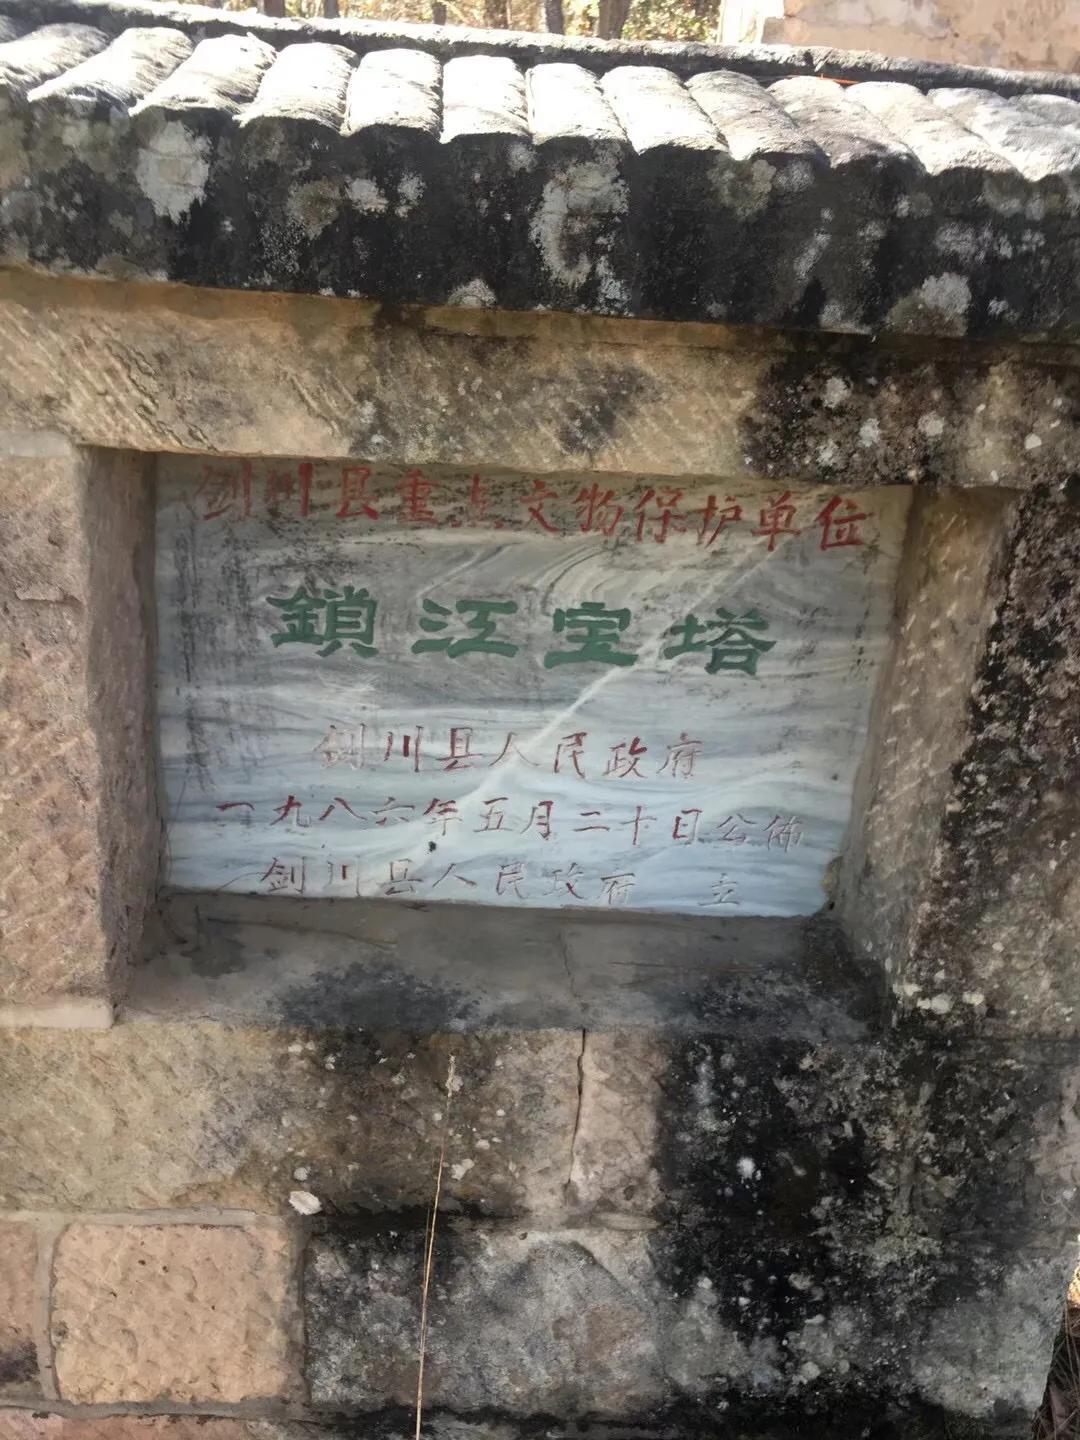 剑川县重点文物保护单位
鎖江宝塔
剑川县人民政府
一九八六年五月二十日公佈
剑川县人民政府 立